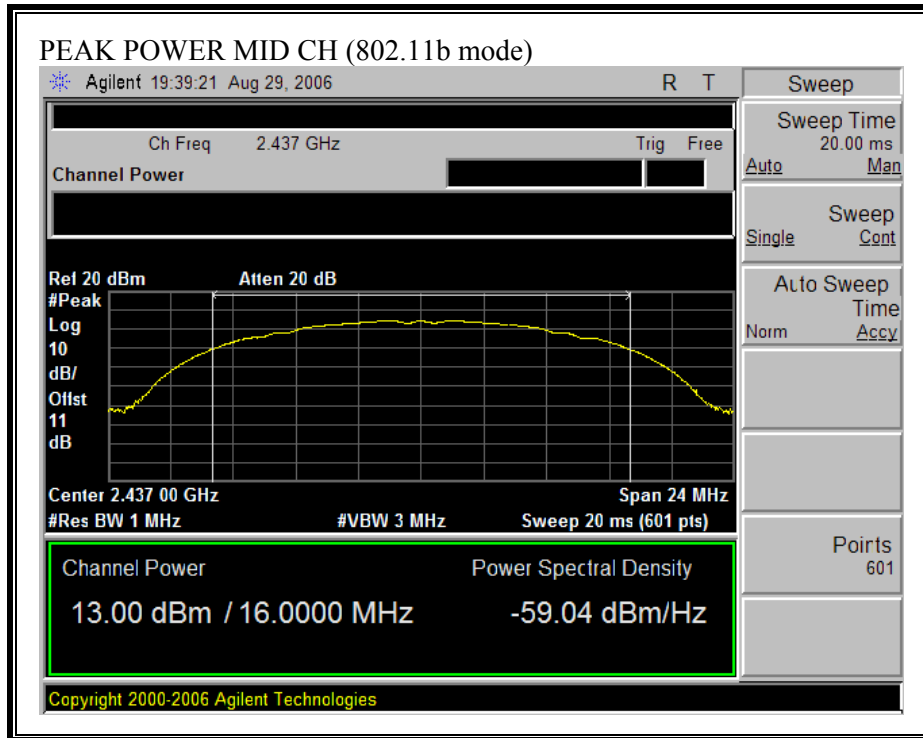 PEAK POWER MID CH (802.11b mode)
Agilent 19:39:21 Aug 29, 2006 R T
Sweep
Ch Freq 2.437 GHz Trig Free
Channel Power
Sweep Time
20.00 ms
Auto Man
Sweep
Single Cont
Auto Sweep
Time
Norm Accy
Points
601
Ref 20 dBm Atten 20 dB
#Peak
Log
10
dB/
Offst
11
dB
Center 2.437 00 GHz Span 24 MHz
#Res BW 1 MHz #VBW 3 MHz Sweep 20 ms (601 pts)
Channel Power Power Spectral Density
13.00 dBm / 16.0000 MHz -59.04 dBm/Hz
Copyright 2000-2006 Agilent Technologies